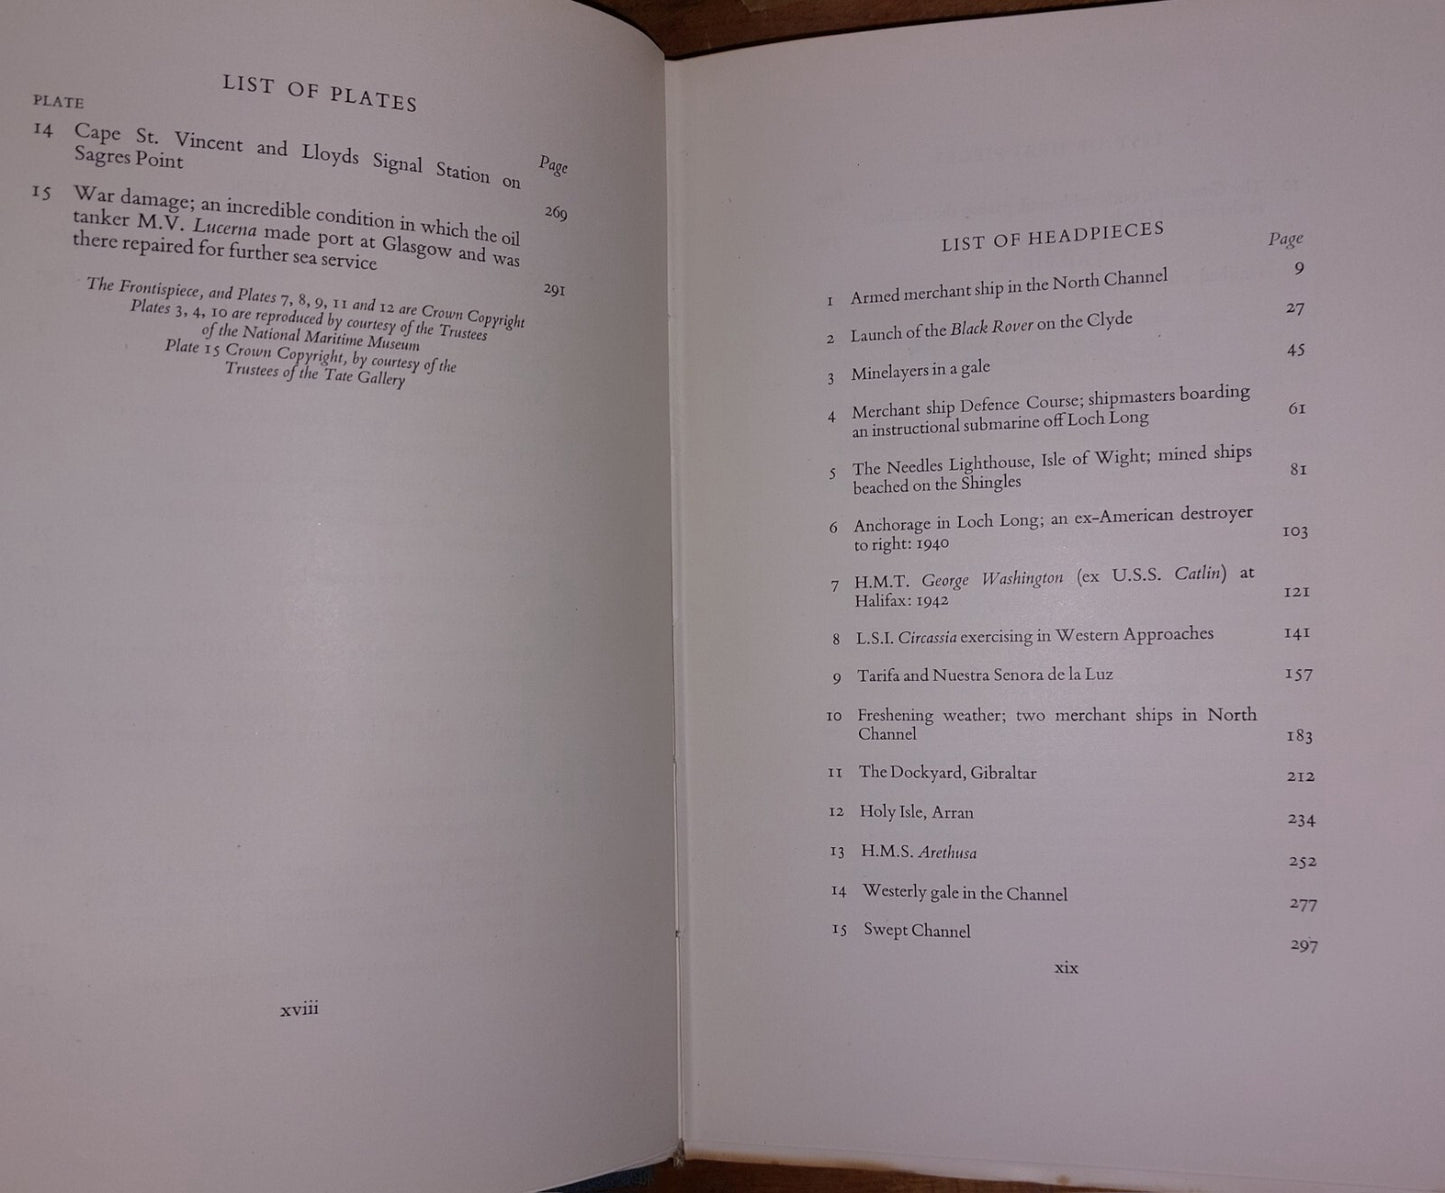 LIST OF PLATES
PLATE
Page
14 Cape St. Vincent and Lloyds Signal Station on
Sagres Point 269
15 War damage; an incredible condition in which the oil
tanker M.V. Lucerna made port at Glasgow and was
there repaired for further sea service 291
The Frontispiece, and Plates 7, 8, 9, 11 and 12 are Crown Copyright
Plates 3, 4, 10 are reproduced by courtesy of the Trustees
of the National Maritime Museum
Plate 15 Crown Copyright, by courtesy of the
Trustees of the Tate Gallery
xviii
LIST OF HEADPIECES
Page
1 Armed merchant ship in the North Channel 9
2 Launch of the Black Rover on the Clyde 27
3 Minelayers in a gale 45
4 Merchant ship Defence Course; shipmasters boarding
an instructional submarine off Loch Long 61
5 The Needles Lighthouse, Isle of Wight; mined ships
beached on the Shingles 81
6 Anchorage in Loch Long; an ex-American destroyer
to right: 1940 103
7 H.M.T. George Washington (ex U.S.S. Catlin) at
Halifax: 1942 121
8 L.S.I. Circassia exercising in Western Approaches 141
9 Tarifa and Nuestra Senora de la Luz 157
10 Freshening weather; two merchant ships in North
Channel 183
11 The Dockyard, Gibraltar 212
12 Holy Isle, Arran 234
13 H.M.S. Arethusa 252
14 Westerly gale in the Channel 277
15 Swept Channel 297
xix